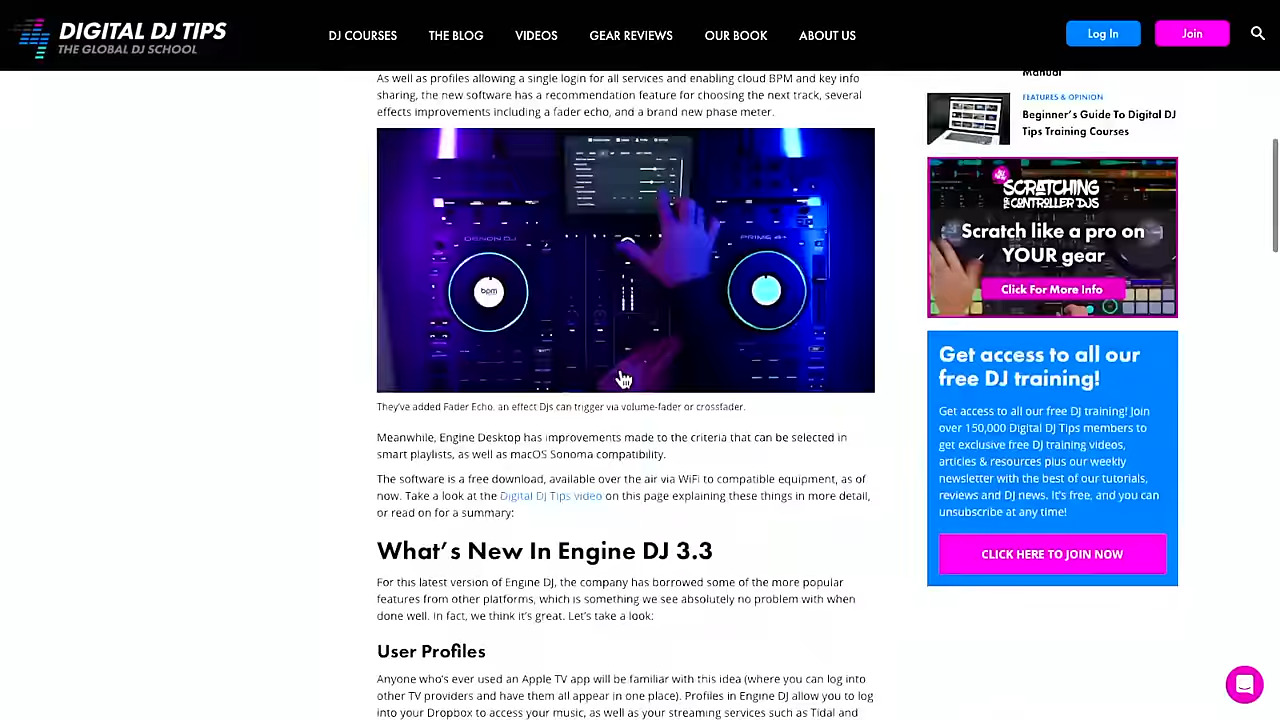 DIGITAL DJ TIPS
THE GLOBAL DJ SCHOOL
DJ COURSES
THE BLOG
VIDEOS
GEAR REVIEWS
OUR BOOK
ABOUT US
Log In
Join
As well as profiles allowing a single login for all services and enabling cloud BPM and key info
sharing, the new software has a recommendation feature for choosing the next track, several
effects improvements including a fader echo, and a brand new phase meter.
DENON DJ
PRIME 4+
bpm
They've added Fader Echo, an effect Djs can trigger via volume-fader or crossfader.
Meanwhile, Engine Desktop has improvements made to the criteria that can be selected in
smart playlists, as well as macOS Sonoma compatibility.
The software is a free download, available over the air via WiFi to compatible equipment, as of
now. Take a look at the Digital DJ Tips video on this page explaining these things in more detail,
or read on for a summary:
What's New In Engine DJ 3.3
For this latest version of Engine DJ, the company has borrowed some of the more popular
features from other platforms, which is something we see absolutely no problem with when
done well. In fact, we think it's great. Let's take a look:
User Profiles
Anyone who's ever used an Apple TV app will be familiar with this idea (where you can log into
other TV providers and have them all appear in one place). Profiles in Engine DJ allow you to log
into your Dropbox to access your music, as well as your streaming services such as Tidal and
Manual
FEATURES & OPINION
Beginner's Guide To Digital DJ
Tips Training Courses
SCRATCHING
FOR CONTROLLER DJS
Scratch like a pro on
YOUR gear
Click For More Info
Get access to all our
free DJ training!
Get access to all our free DJ training! Join
over 150,000 Digital DJ Tips members to
get exclusive free DJ training videos,
articles & resources plus our weekly
newsletter with the best of our tutorials,
reviews and DJ news. It's free, and you can
unsubscribe at any time!
CLICK HERE TO JOIN NOW